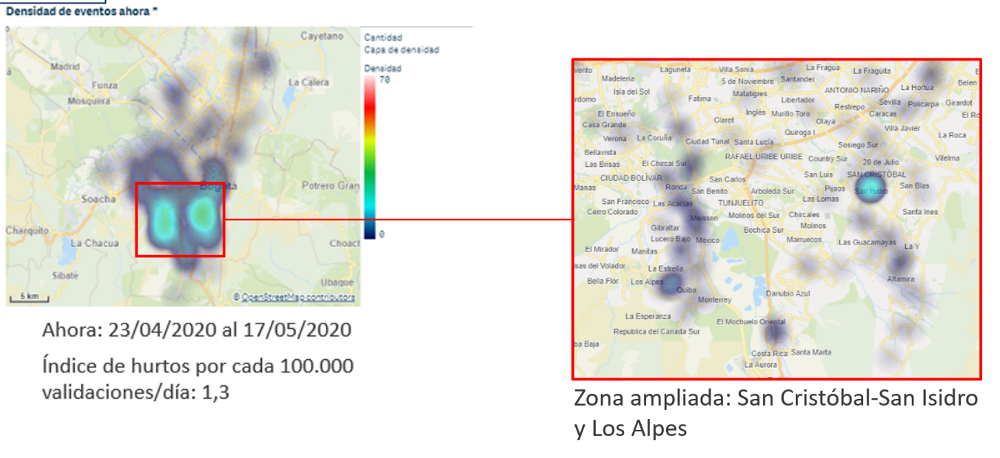 Densidad de eventos ahora *
Cayetano
Madrid
Funza
La Calera
Mosquera
Bogotá
Potrero Gran
Soacha
Charquito
La Chacua
Choact
Sibaté
Ubaque
5 km
© OpenStreetMap contributors
Cantidad
Capa de densidad
Densidad
70
0
Ahora: 23/04/2020 al 17/05/2020
Índice de hurtos por cada 100.000
validaciones/día: 1,3
vento
Laguneta
Villa Sonia
La Fragua
La Fraguita
Madelena
5 de Noviembre
Santander
Isla del Sol
Matatigres
ANTONIO NARIÑO
La Hortúa
Belen
rdomo
Fatima
Libertador
Restrepo
Sevilla
Policarpa
Girardot
El Ensueño
Inglés
Murillo Toro
Caracas
El Ro
Casa Grande
Claret
Olaya
Villa Javier
Verona
La Coruña
Ciudad Tunal
Santa Lucía
Quiroga I
La Roca
Sosiego Sur
Bellavista
RAFAEL URIBE URIBE
Country Sur
20 de Julio
Vitelma
Las Brisas
El Chircal Sur
CIUDAD BOLÍVAR
San Carlos
San Luis
SAN CRISTÓBAL
Manas
Ronda
San Benito
Arboleda Sur
Pijaos
San Isidro
San Blas
San Francisco
Las Acacias
TUNJUELITO
Las Lomas
Cerro Colorado
Meissen
Molinos del Sur
Chircales
Santa Ines
Gibraltar
Molinos
Lucero Bajo
México
Bochica Sur
Marruecos
Las Guacamayas
La Y
El Mirador
Manitas
sas del Volador
La Estrella
Bella Flor
Los Alpes
Quiba
Altamira
Monterrey
Danubio Azul
La Esperanza
El Mochuelo Oriental
Republica del Canada Sur
ba Baja
Costa Rica
Santa Marta
La Aurora
Zona ampliada: San Cristóbal-San Isidro
y Los Alpes